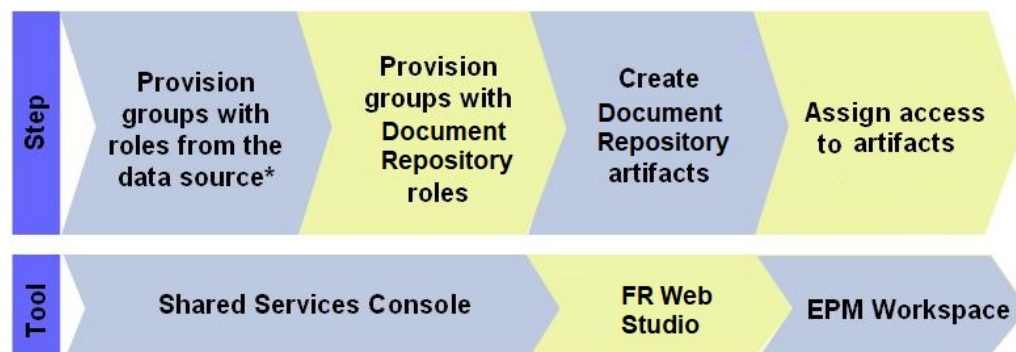 Step
Provision
groups with
roles from the
data source*
Provision
groups with
Document
Repository
roles
Create
Document
Repository
artifacts
Assign access
to artifacts
Tool
Shared Services Console
FR Web
Studio
EPM Workspace